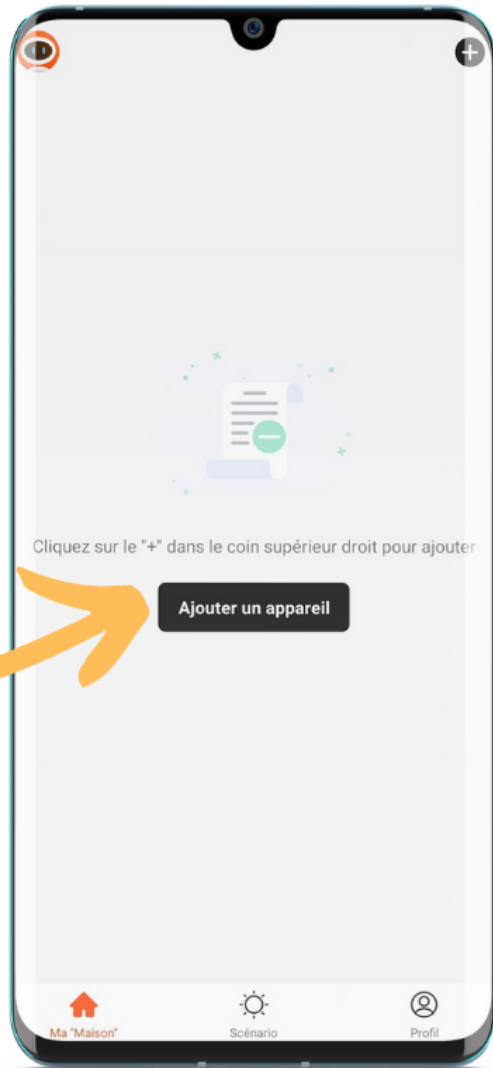 Cliquez sur le "+" dans le coin supérieur droit pour ajouter
Ajouter un appareil
Ma "Maison"
Scénario
Profil